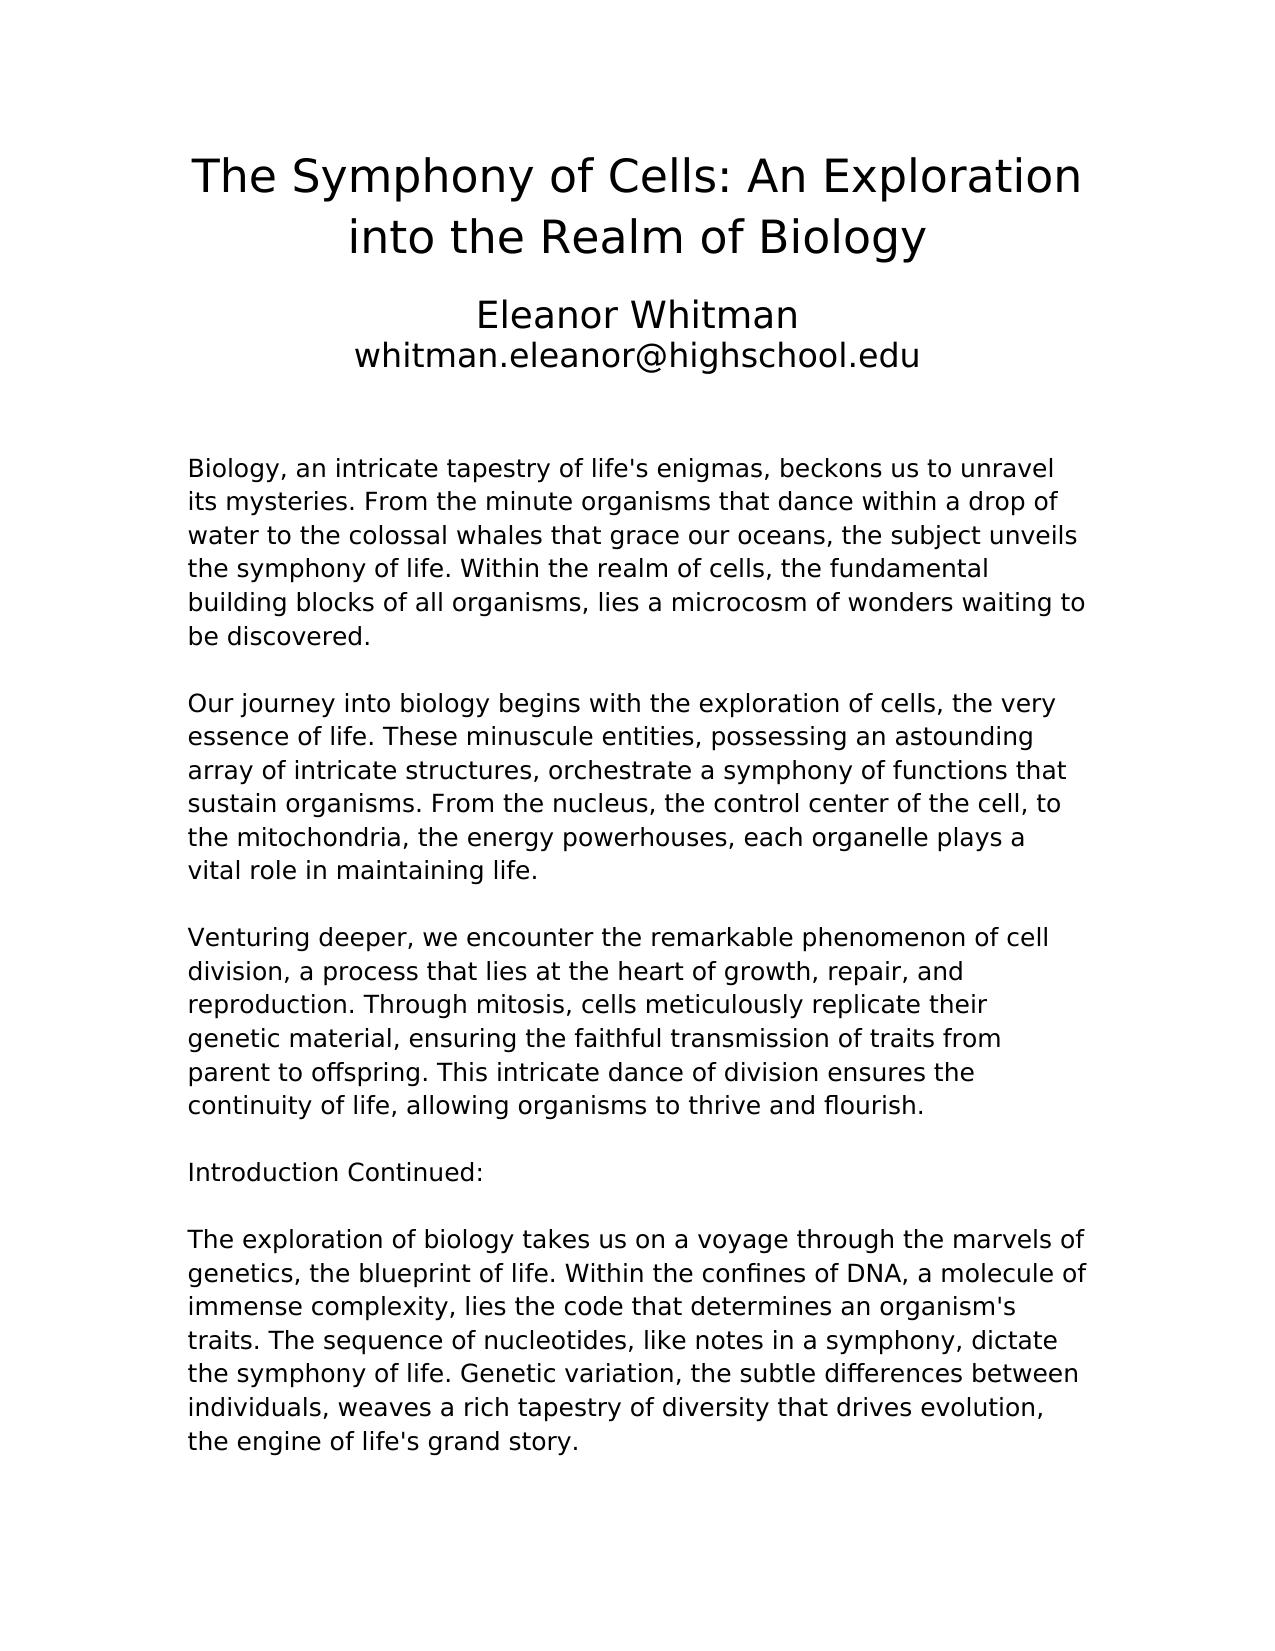 The Symphony of Cells: An Exploration
into the Realm of Biology
Eleanor Whitman
whitman.eleanor@highschool.edu
Biology, an intricate tapestry of life's enigmas, beckons us to unravel
its mysteries. From the minute organisms that dance within a drop of
water to the colossal whales that grace our oceans, the subject unveils
the symphony of life. Within the realm of cells, the fundamental
building blocks of all organisms, lies a microcosm of wonders waiting to
be discovered.
Our journey into biology begins with the exploration of cells, the very
essence of life. These minuscule entities, possessing an astounding
array of intricate structures, orchestrate a symphony of functions that
sustain organisms. From the nucleus, the control center of the cell, to
the mitochondria, the energy powerhouses, each organelle plays a
vital role in maintaining life.
Venturing deeper, we encounter the remarkable phenomenon of cell
division, a process that lies at the heart of growth, repair, and
reproduction. Through mitosis, cells meticulously replicate their
genetic material, ensuring the faithful transmission of traits from
parent to offspring. This intricate dance of division ensures the
continuity of life, allowing organisms to thrive and flourish.
Introduction Continued:
The exploration of biology takes us on a voyage through the marvels of
genetics, the blueprint of life. Within the confines of DNA, a molecule of
immense complexity, lies the code that determines an organism's
traits. The sequence of nucleotides, like notes in a symphony, dictate
the symphony of life. Genetic variation, the subtle differences between
individuals, weaves a rich tapestry of diversity that drives evolution,
the engine of life's grand story.